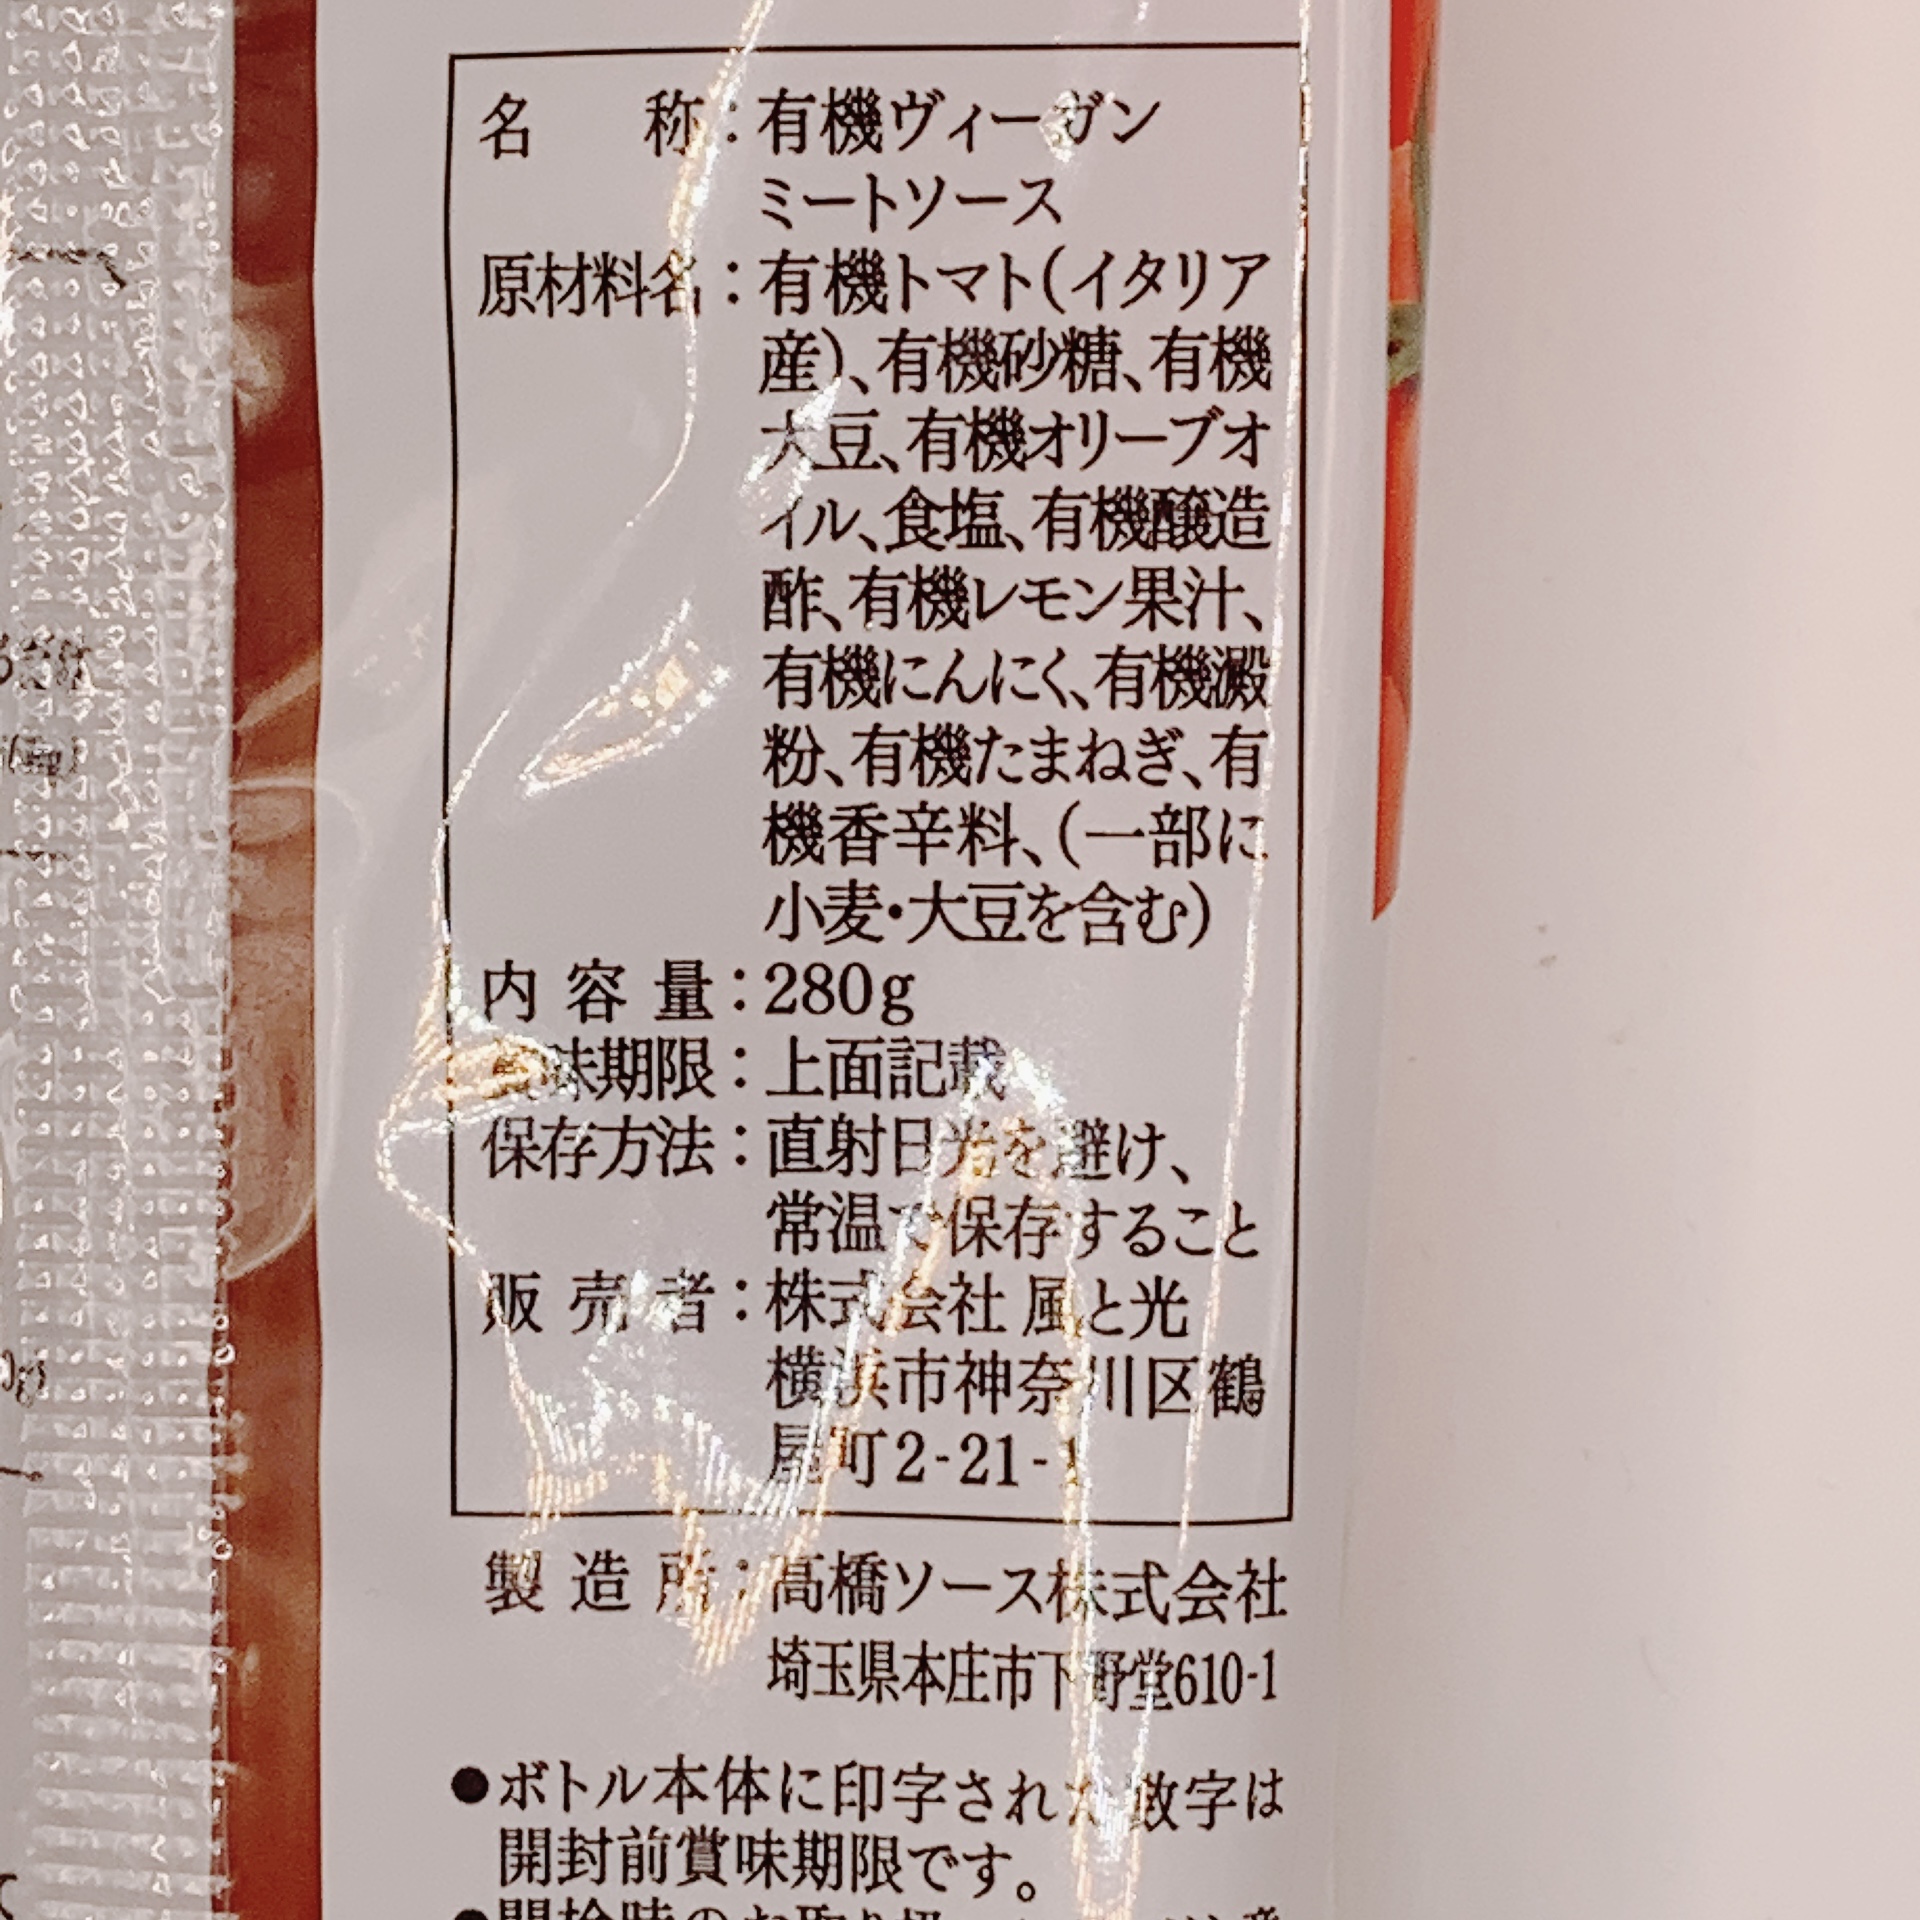 名 称：有機ヴィーガン
ミートソース
原材料名：有機トマト(イタリア
産)、有機砂糖、有機
大豆、有機オリーブオ
イル、食塩、有機醸造
酢、有機レモン果汁、
有機にんにく、有機澱
粉、有機たまねぎ、有
機香辛料、(一部に
小麦・大豆を含む)
内容量：280g
賞味期限：上面記載
保存方法：直射日光を避け、
常温で保存すること
販売者：株式会社 風と光
横浜市神奈川区鶴
屋町2-21-1
製造所：高橋ソース株式会社
埼玉県本庄市下野堂610-1
●ボトル本体に印字された数字は
開封前賞味期限です。